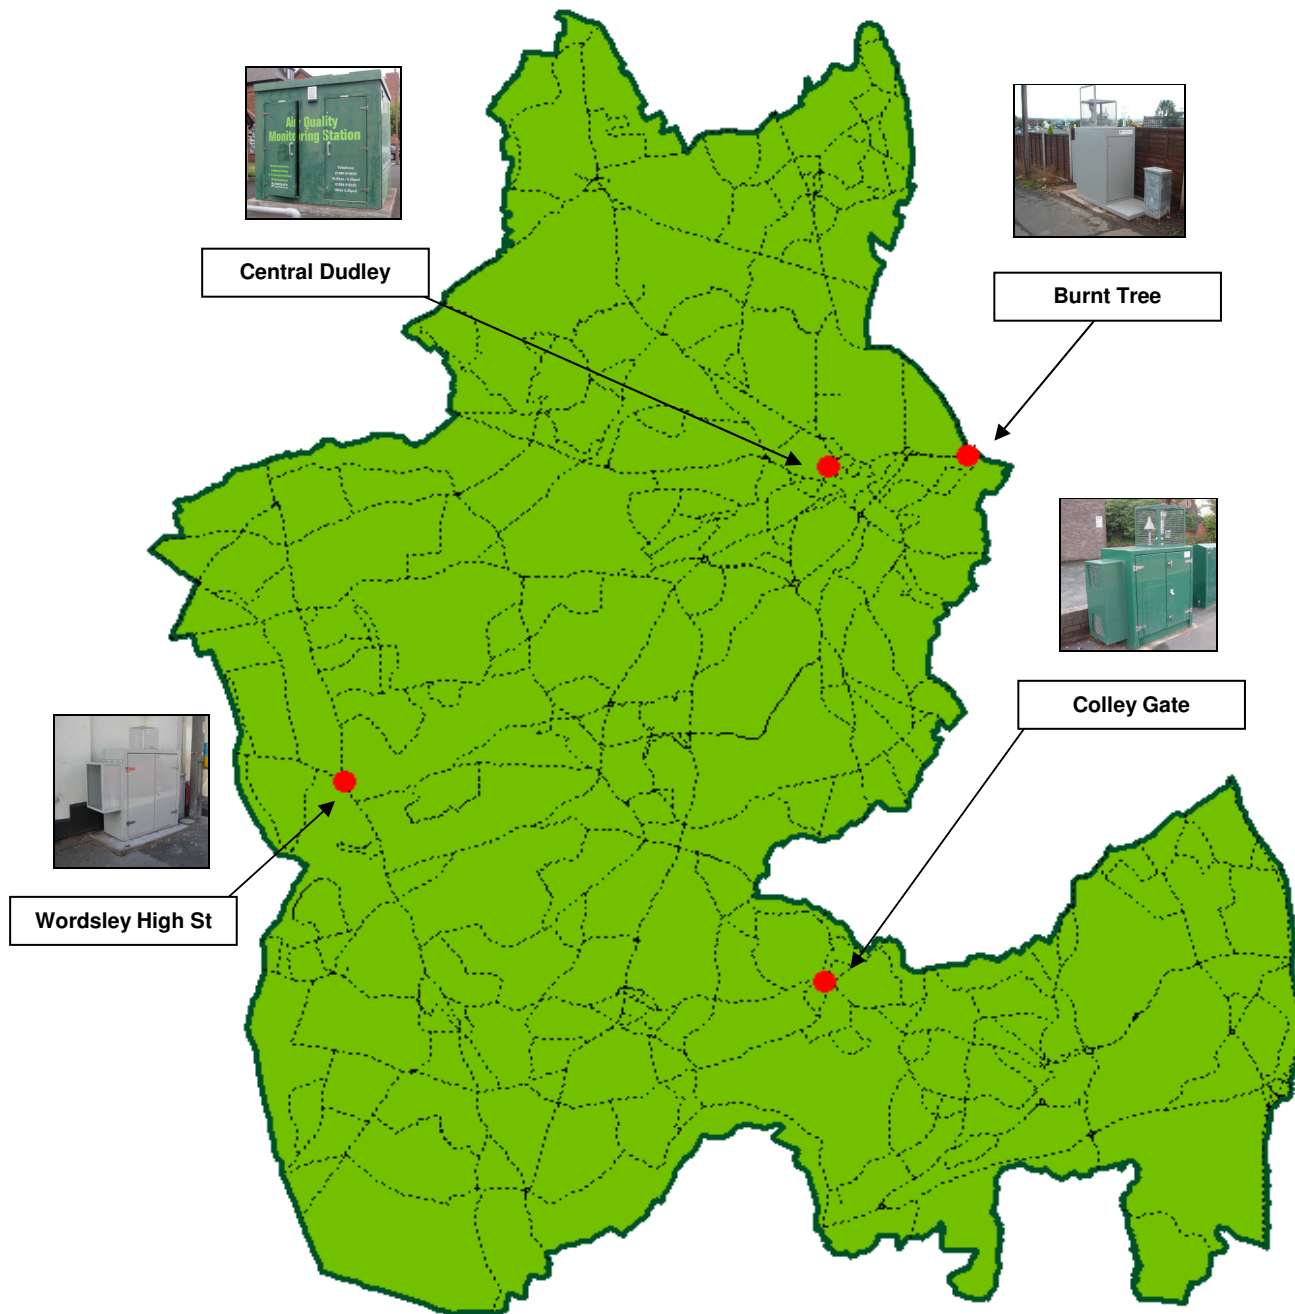 Air Quality
Monitoring Station
Central Dudley
Burnt Tree
Colley Gate
Wordsley High St